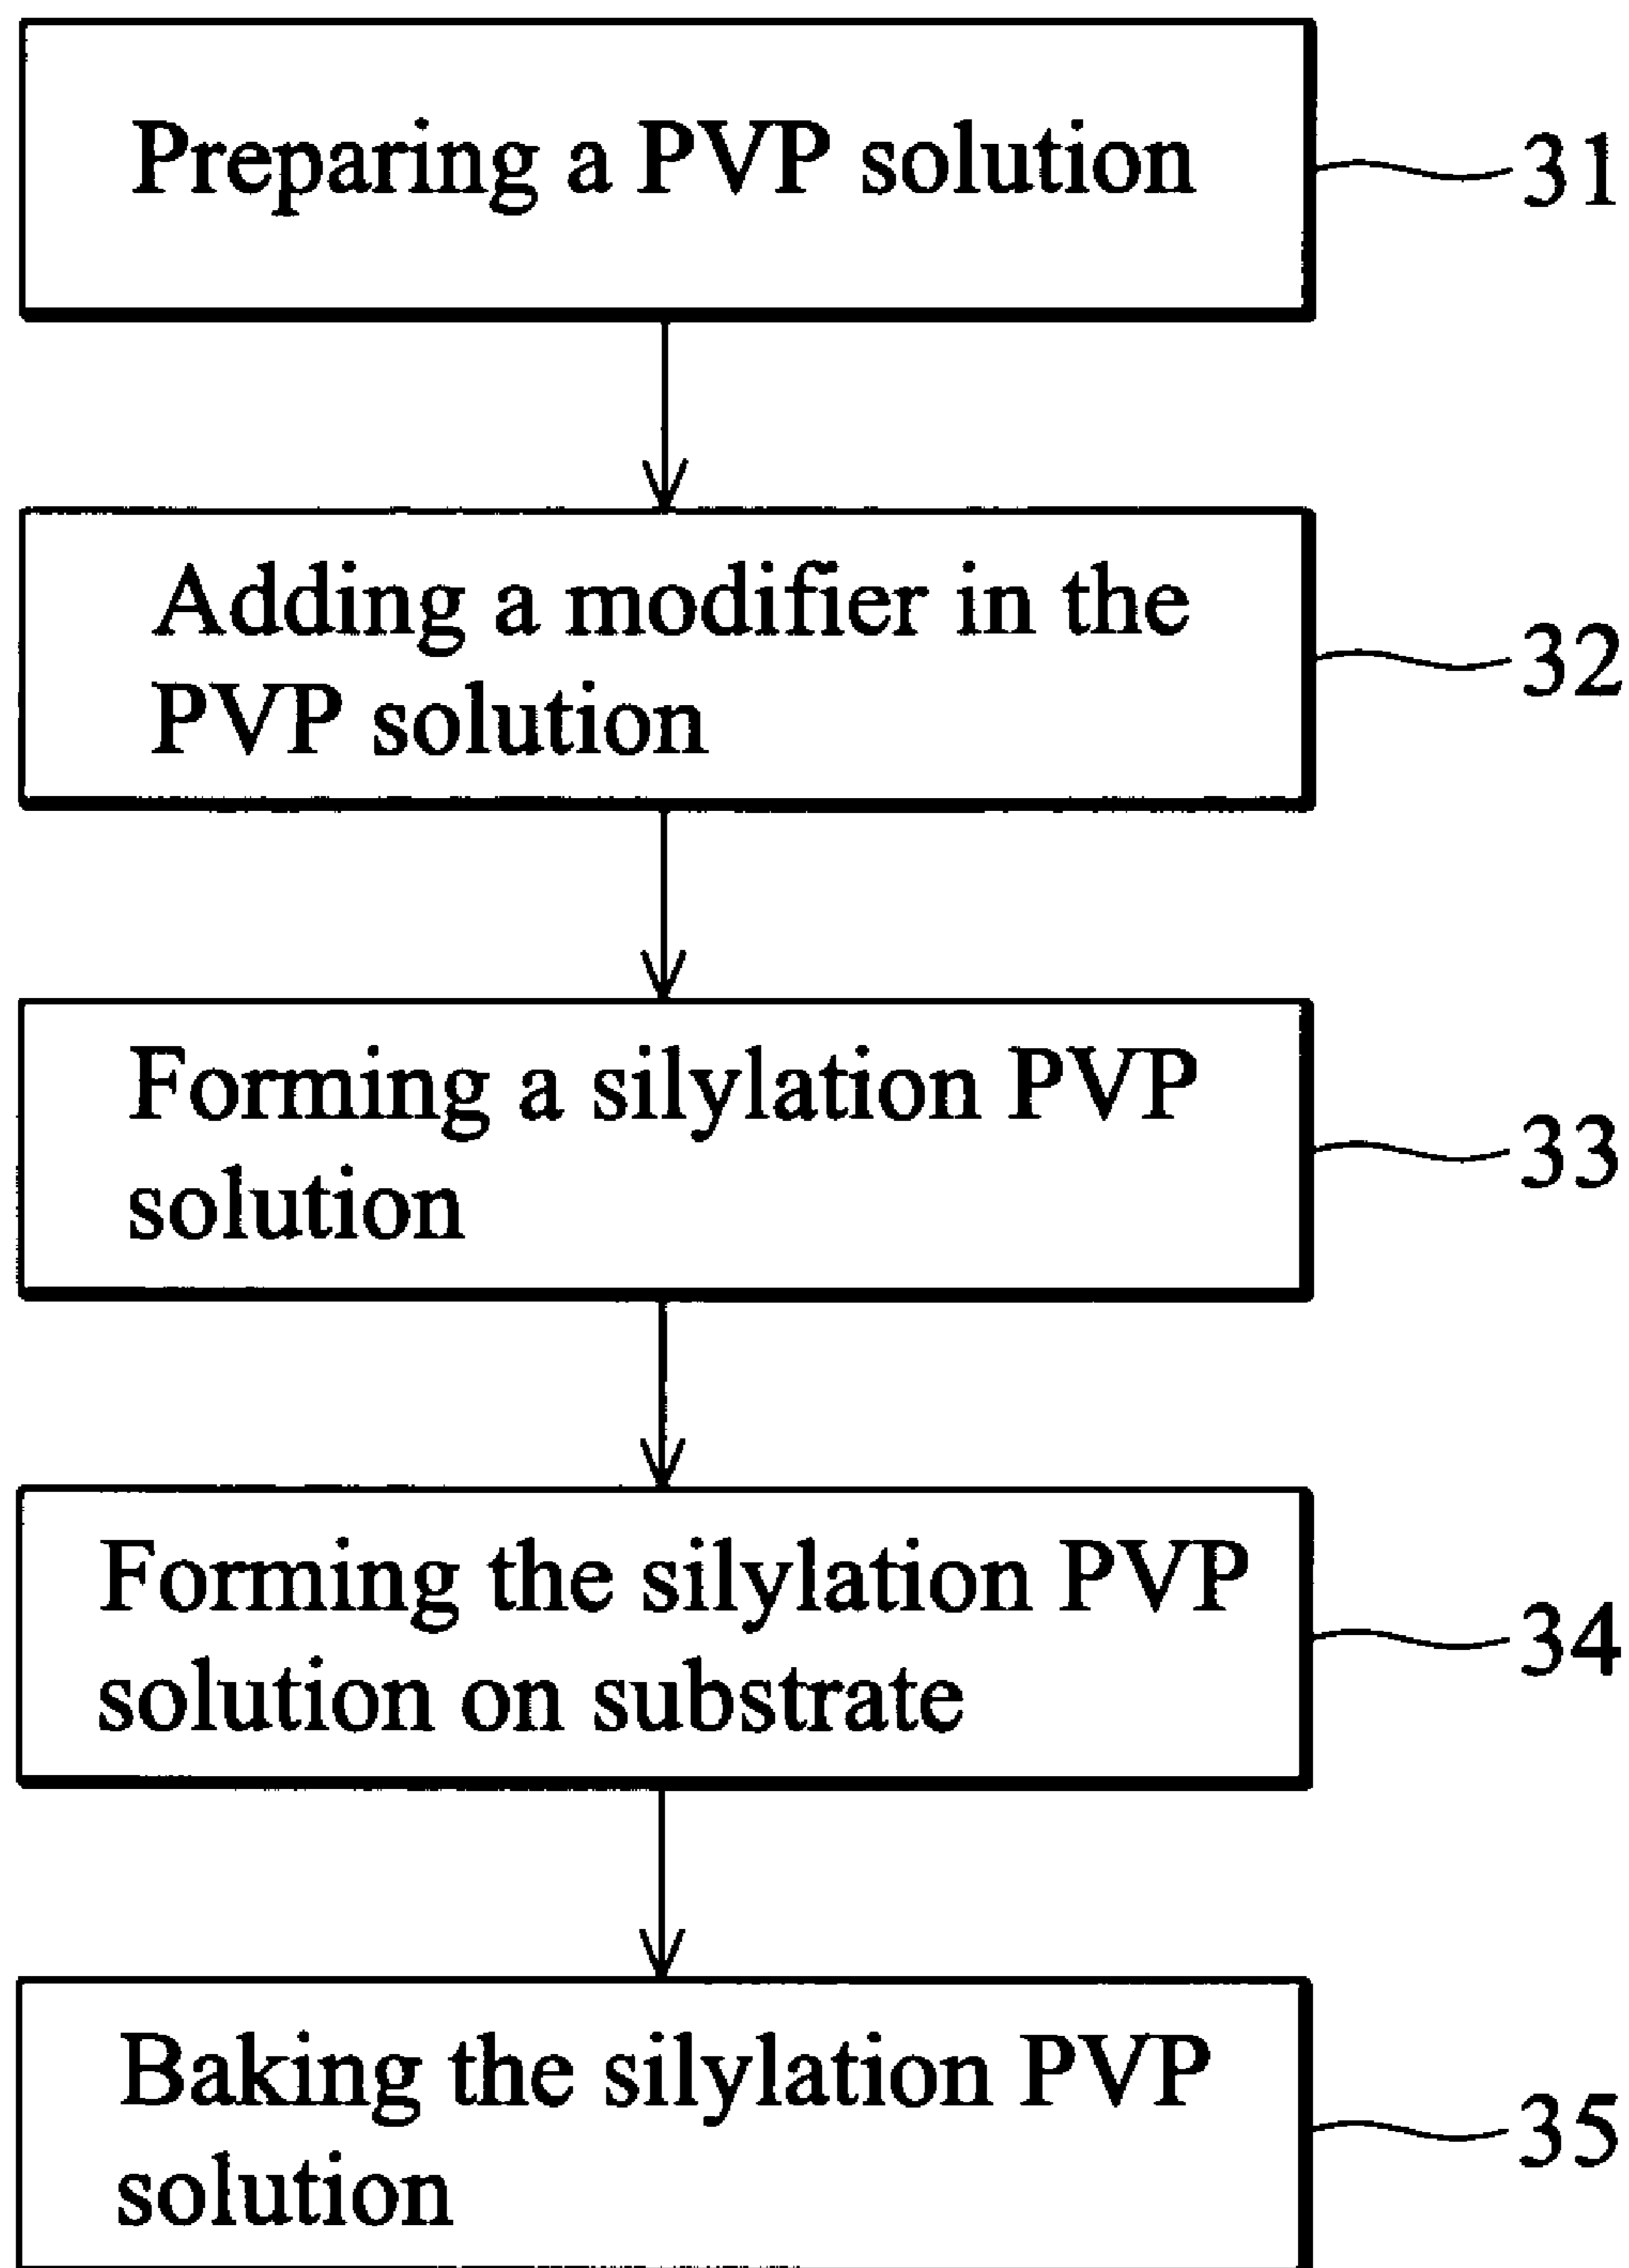 Preparing a PVP solution
31
Adding a modifier in the
PVP solution
32
Forming a silylation PVP
solution
33
Forming the silylation PVP
solution on substrate
34
Baking the silylation PVP
solution
35